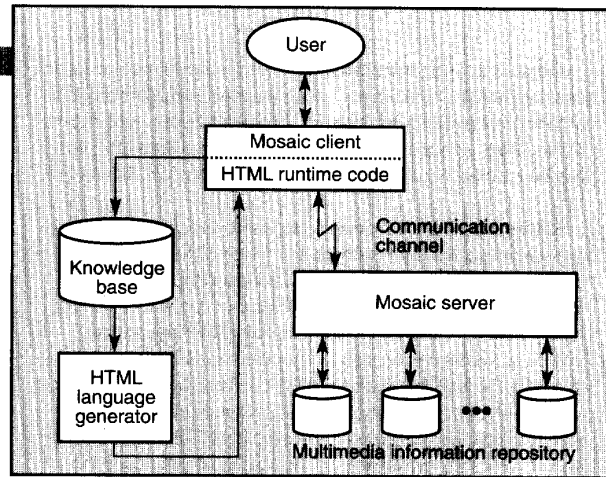 User
Mosaic client
HTML runtime code
Communication
channel
Knowledge
base
Mosaic server
HTML
language
generator
Multimedia information repository